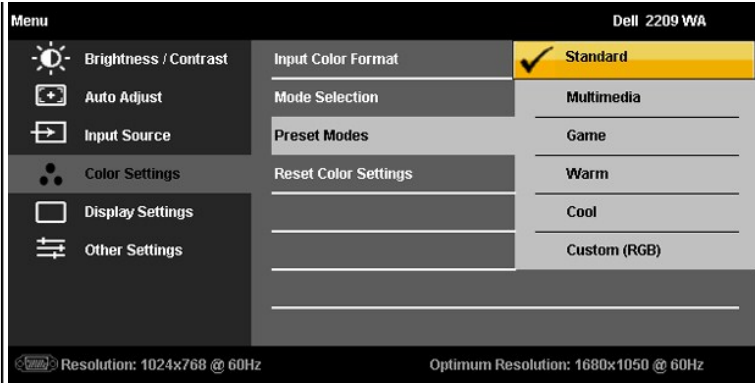 Menu Dell 2209 WA
Brightness / Contrast Input Color Format Standard
Auto Adjust Mode Selection Multimedia
Input Source Preset Modes Game
Color Settings Reset Color Settings Warm
Display Settings Cool
Other Settings Custom (RGB)
Resolution: 1024x768 @ 60Hz Optimum Resolution: 1680x1050 @ 60Hz